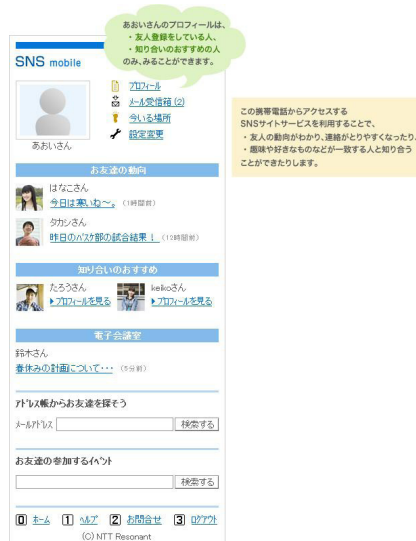 あおいさんのプロフィールは、
・友人登録をしている人、
・知り合いのおすすめの人
のみ、みることができます。
SNS mobile
プロフィール
メール受信箱 (2)
今いる場所
設定変更
あおいさん
この携帯電話からアクセスする
SNSサイトサービスを利用することで、
・友人の動向がわかり、連絡がとりやすくなったり、
・趣味や好きなものなどが一致する人と知り合う
ことができたりします。
お友達の動向
はなこさん
今日は寒いね～。 (1時間前)
タカシさん
昨日のバスケ部の試合結果！ (12時間前)
知り合いのおすすめ
たろうさん
▶プロフィールを見る
keikoさん
▶プロフィールを見る
電子会議室
鈴木さん
春休みの計画について・・・ (5分前)
アドレス帳からお友達を探そう
メールアドレス 検索する
お友達の参加するイベント
検索する
0 ホーム 1 ヘルプ 2 お問合せ 3 ログアウト
(C) NTT Resonant